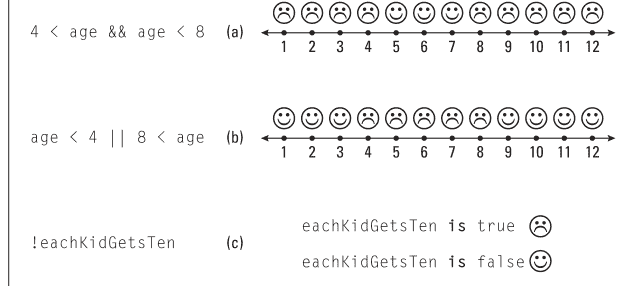 4 < age && age < 8 (a)
1 2 3 4 5 6 7 8 9 10 11 12
age < 4 || 8 < age (b)
1 2 3 4 5 6 7 8 9 10 11 12
eachKidGetsTen is true
!eachKidGetsTen (c)
eachKidGetsTen is false